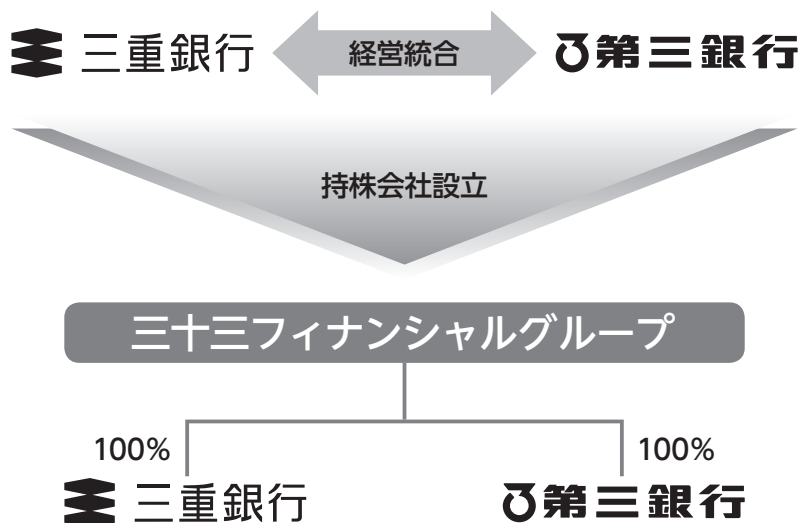 三重銀行 経営統合 第三銀行
持株会社設立
三十三フィナンシャルグループ
100% 100%
三重銀行 第三銀行